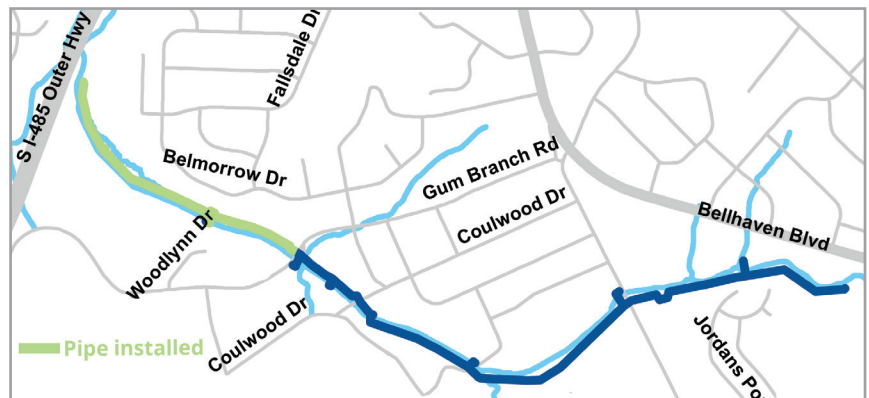 S I-485 Outer Hwy
Fallsdale Dr
Belmorrow Dr
Gum Branch Rd
Coulwood Dr
Bellhaven Blvd
Woodlynn Dr
Coulwood Dr
Pipe installed
Jordans